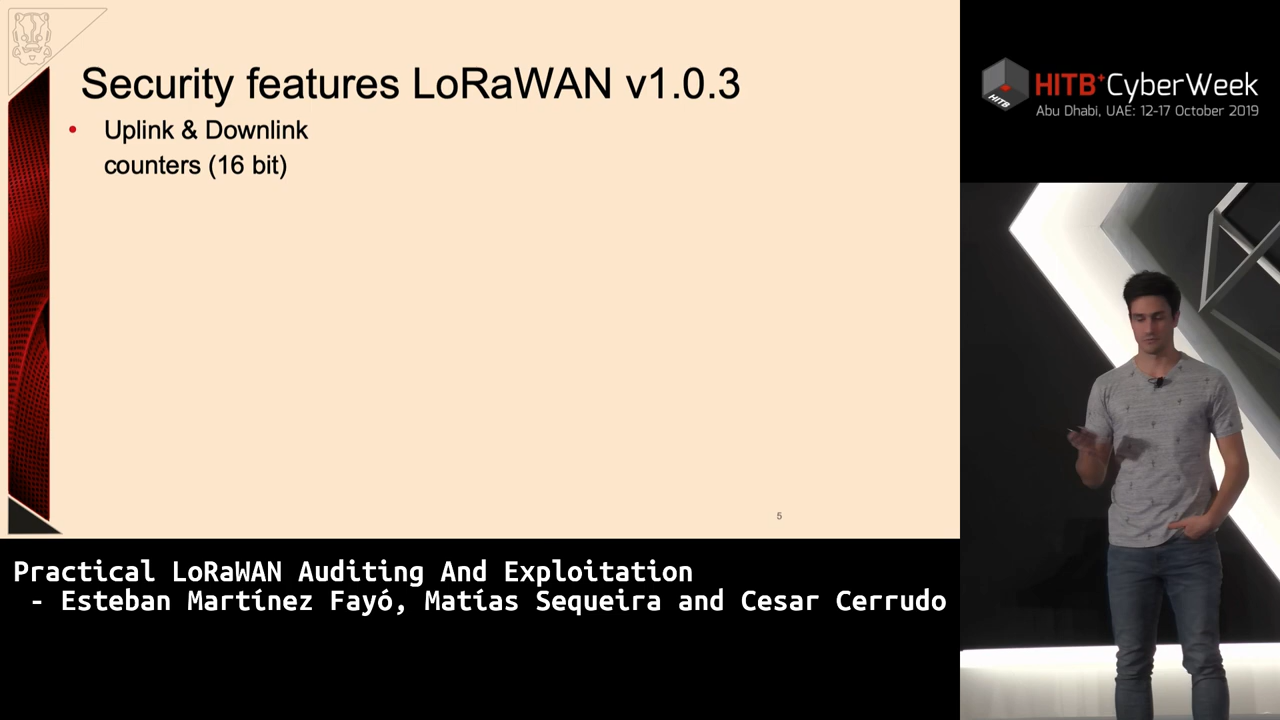 Security features LoRaWAN v1.0.3
• Uplink & Downlink
counters (16 bit)
5
HITB
HITB+CyberWeek
Abu Dhabi, UAE: 12-17 October 2019
Practical LoRaWAN Auditing And Exploitation
- Esteban Martínez Fayó, Matías Sequeira and Cesar Cerrudo